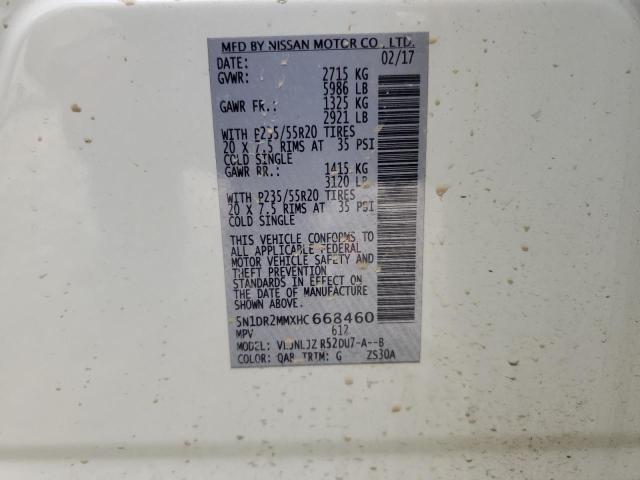 MFD BY NISSAN MOTOR CO., LTD.
DATE: 02/17
GVWR: 2715 KG
5986 LB
GAWR FR.: 1325 KG
2921 LB
WITH P235/55R20 TIRES
20 X 7.5 RIMS AT 35 PSI
COLD SINGLE
GAWR RR.: 1415 KG
3120 LB
WITH P235/55R20 TIRES
20 X 7.5 RIMS AT 35 PSI
COLD SINGLE
THIS VEHICLE CONFORMS TO
ALL APPLICABLE FEDERAL
MOTOR VEHICLE SAFETY AND
THEFT PREVENTION
STANDARDS IN EFFECT ON
THE DATE OF MANUFACTURE
SHOWN ABOVE.
5N1DR2MMXHC668460
MPV 612
MODEL: R52DU7-A--B
COLOR: QAB TRIM: G ZS30A